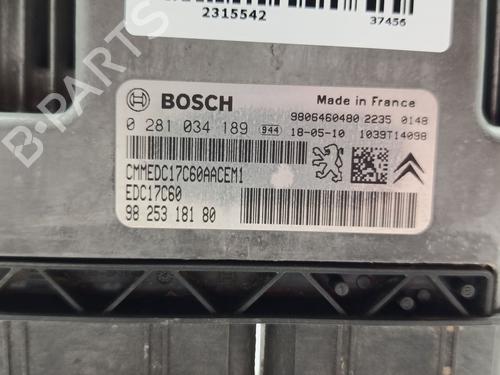 2315542
37456
B-PARTS
BOSCH
Made in France
0 281 034 189 944
9806460480 2235 0148
18-05-10 1039T14098
CMMEDC17C60AACEM1
EDC17C60
98 253 181 80